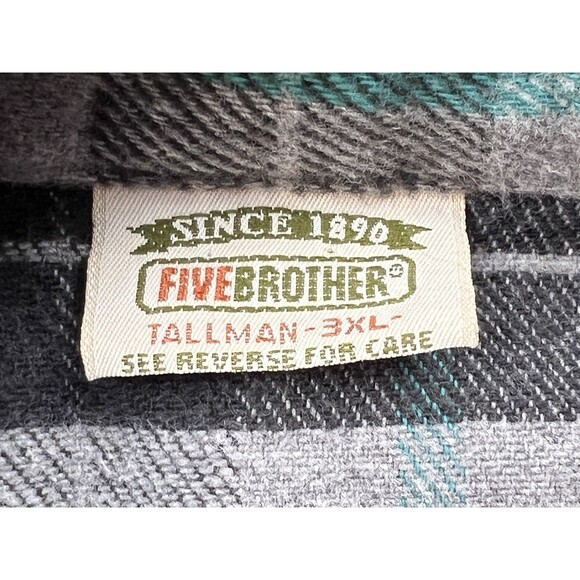 SINCE 1890
FIVEBROTHER®
TALLMAN-3XL-
SEE REVERSE FOR CARE